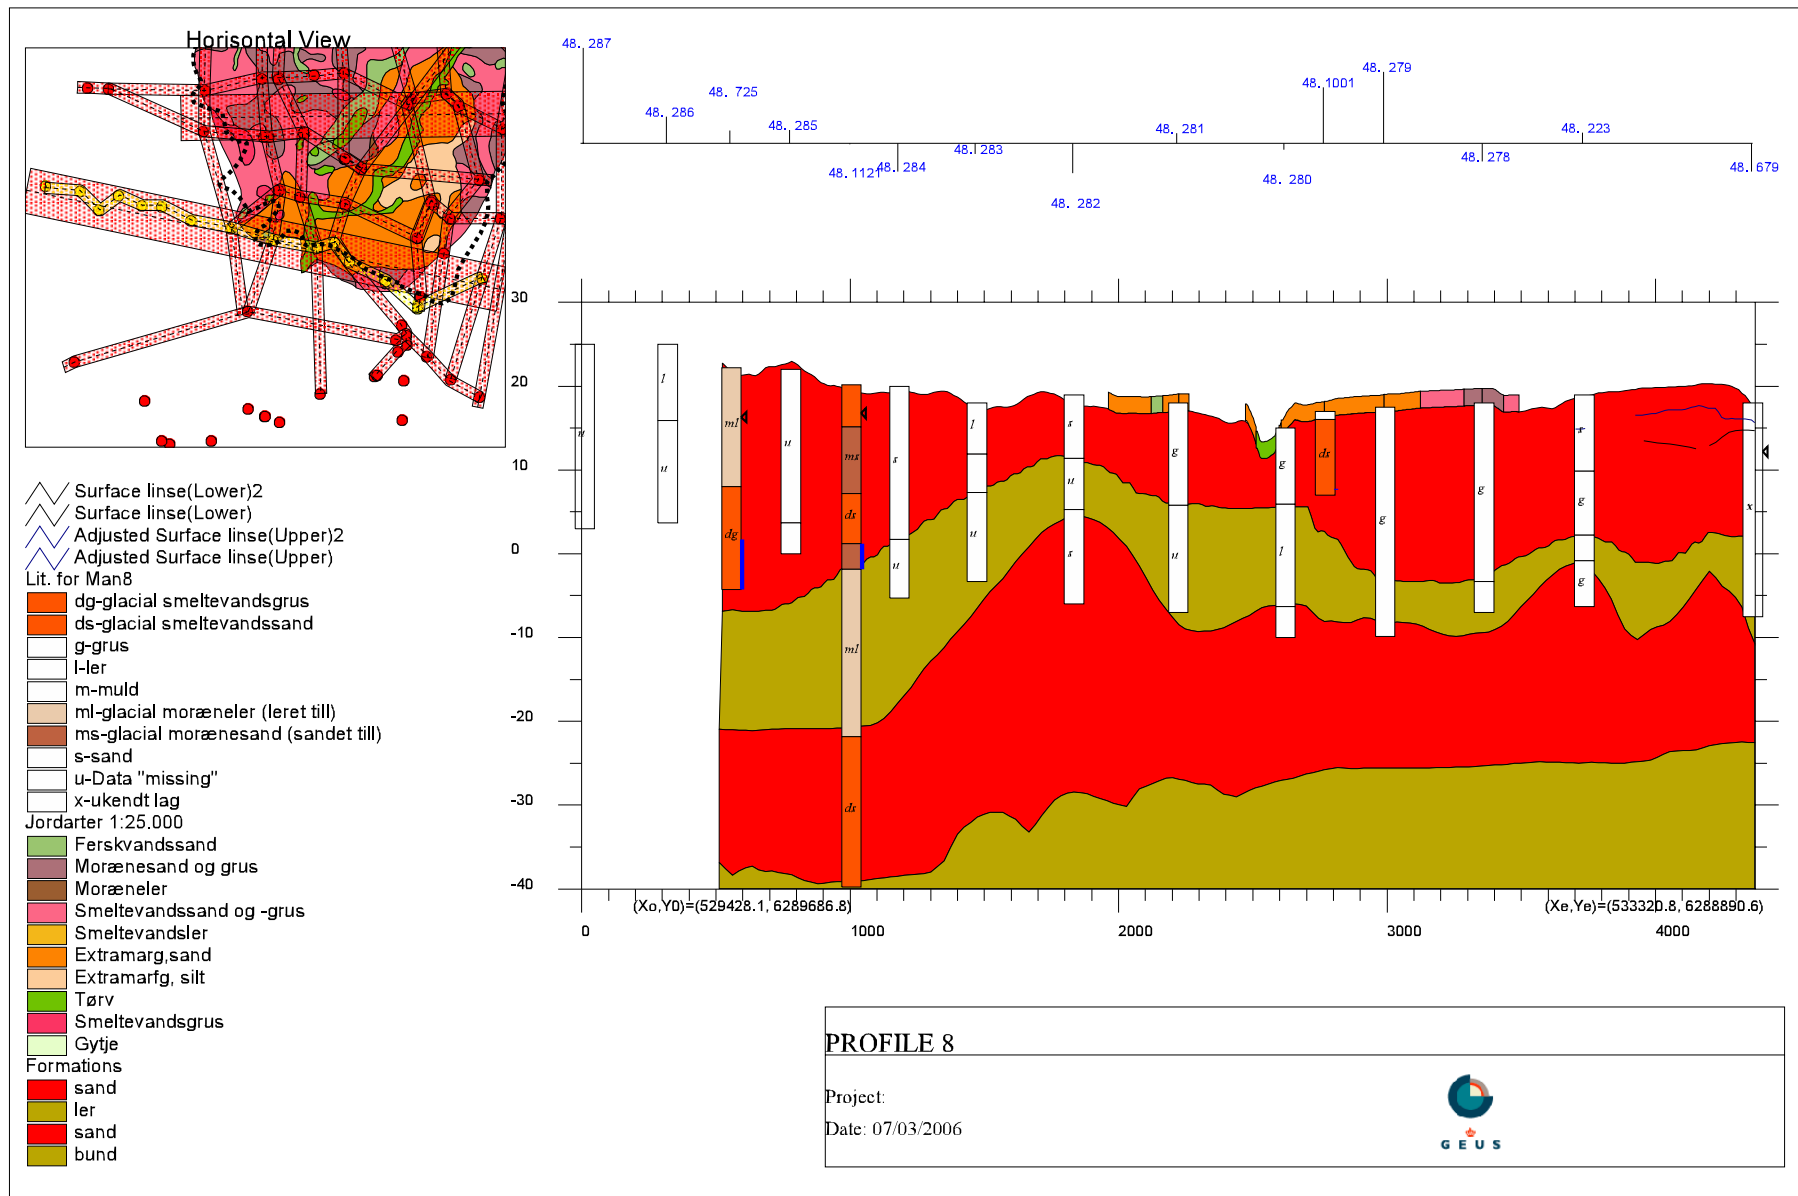 Horisontal View
48. 287
48. 286
48. 725
48. 285
48. 1121
48. 284
48. 283
48. 282
48. 281
48. 280
48. 1001
48. 279
48. 278
48. 223
48. 679
30
20
10
0
-10
-20
-30
-40
u
l
u
ml
dg
u
ms
ds
ml
ds
s
u
l
u
s
u
s
g
u
g
l
ds
g
g
s
g
g
x
(Xo,Y0)=(529428.1, 6289686.8)
(Xe,Ye)=(533320.8, 6288890.6)
0
1000
2000
3000
4000
Surface linse(Lower)2
Surface linse(Lower)
Adjusted Surface linse(Upper)2
Adjusted Surface linse(Upper)
Lit. for Man8
dg-glacial smeltevandsgrus
ds-glacial smeltevandssand
g-grus
l-ler
m-muld
ml-glacial moræneler (leret till)
ms-glacial morænesand (sandet till)
s-sand
u-Data "missing"
x-ukendt lag
Jordarter 1:25.000
Ferskvandssand
Morænesand og grus
Moræneler
Smeltevandssand og -grus
Smeltevandsler
Extramarg,sand
Extramarfg, silt
Tørv
Smeltevandsgrus
Gytje
Formations
sand
ler
sand
bund
PROFILE 8
Project:
Date: 07/03/2006
GEUS